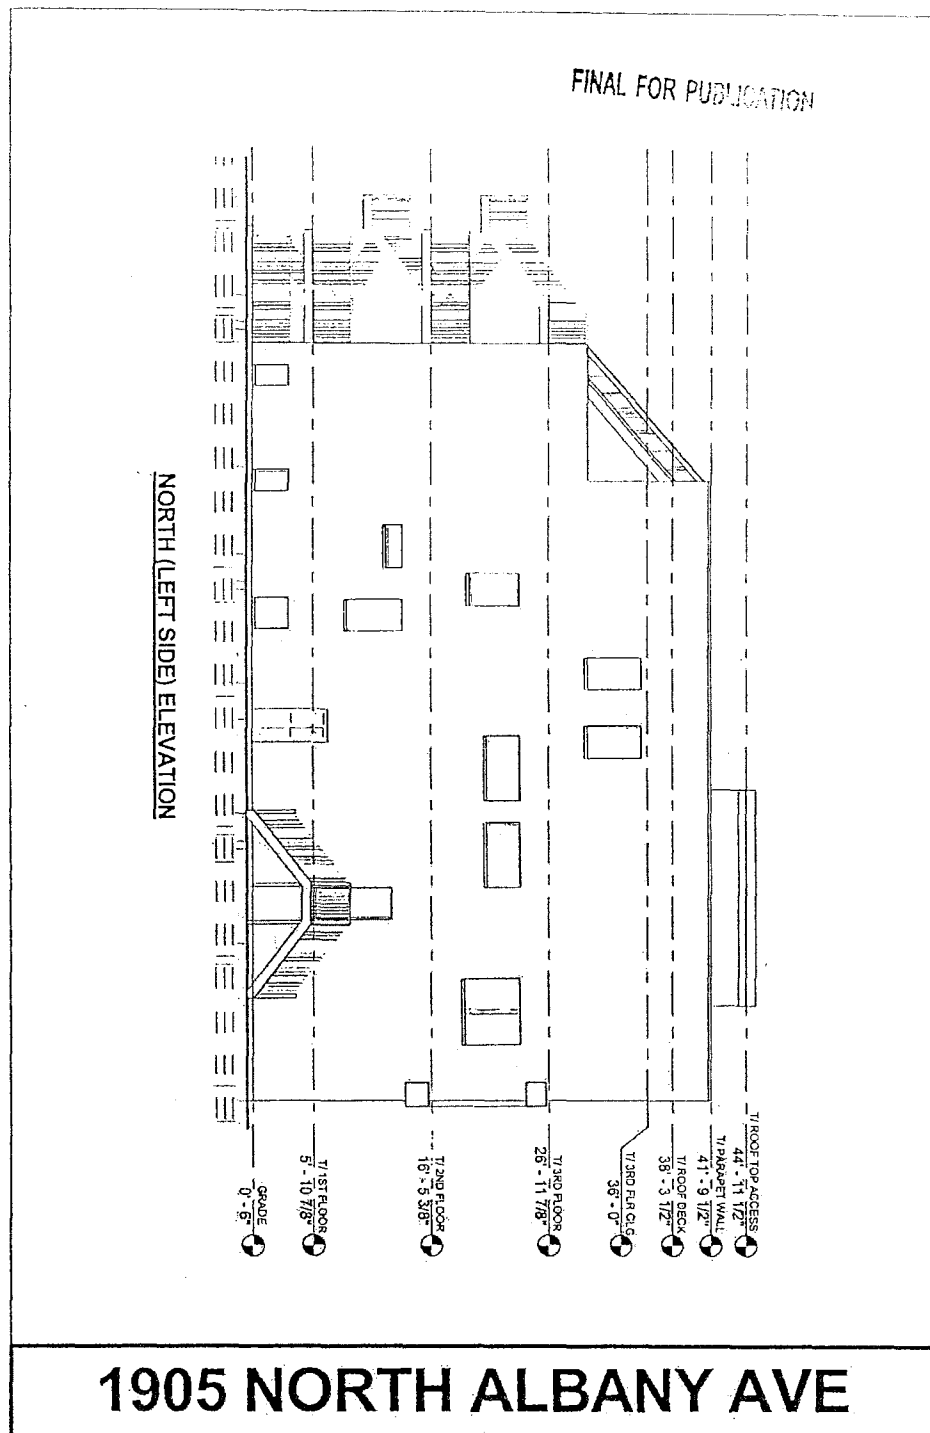 FINAL FOR PUBLICATION
T/ ROOF TOP ACCESS
44' - 11 1/2"
T/ PARAPET WALL
41' - 9 1/2"
T/ ROOF DECK
38' - 3 1/2"
T/ 3RD FLR CLG
36' - 0"
T/ 3RD FLOOR
26' - 11 7/8"
T/ 2ND FLOOR
16' - 5 3/8"
T/ 1ST FLOOR
5' - 10 7/8"
GRADE
0' - 6"
NORTH (LEFT SIDE) ELEVATION
1905 NORTH ALBANY AVE